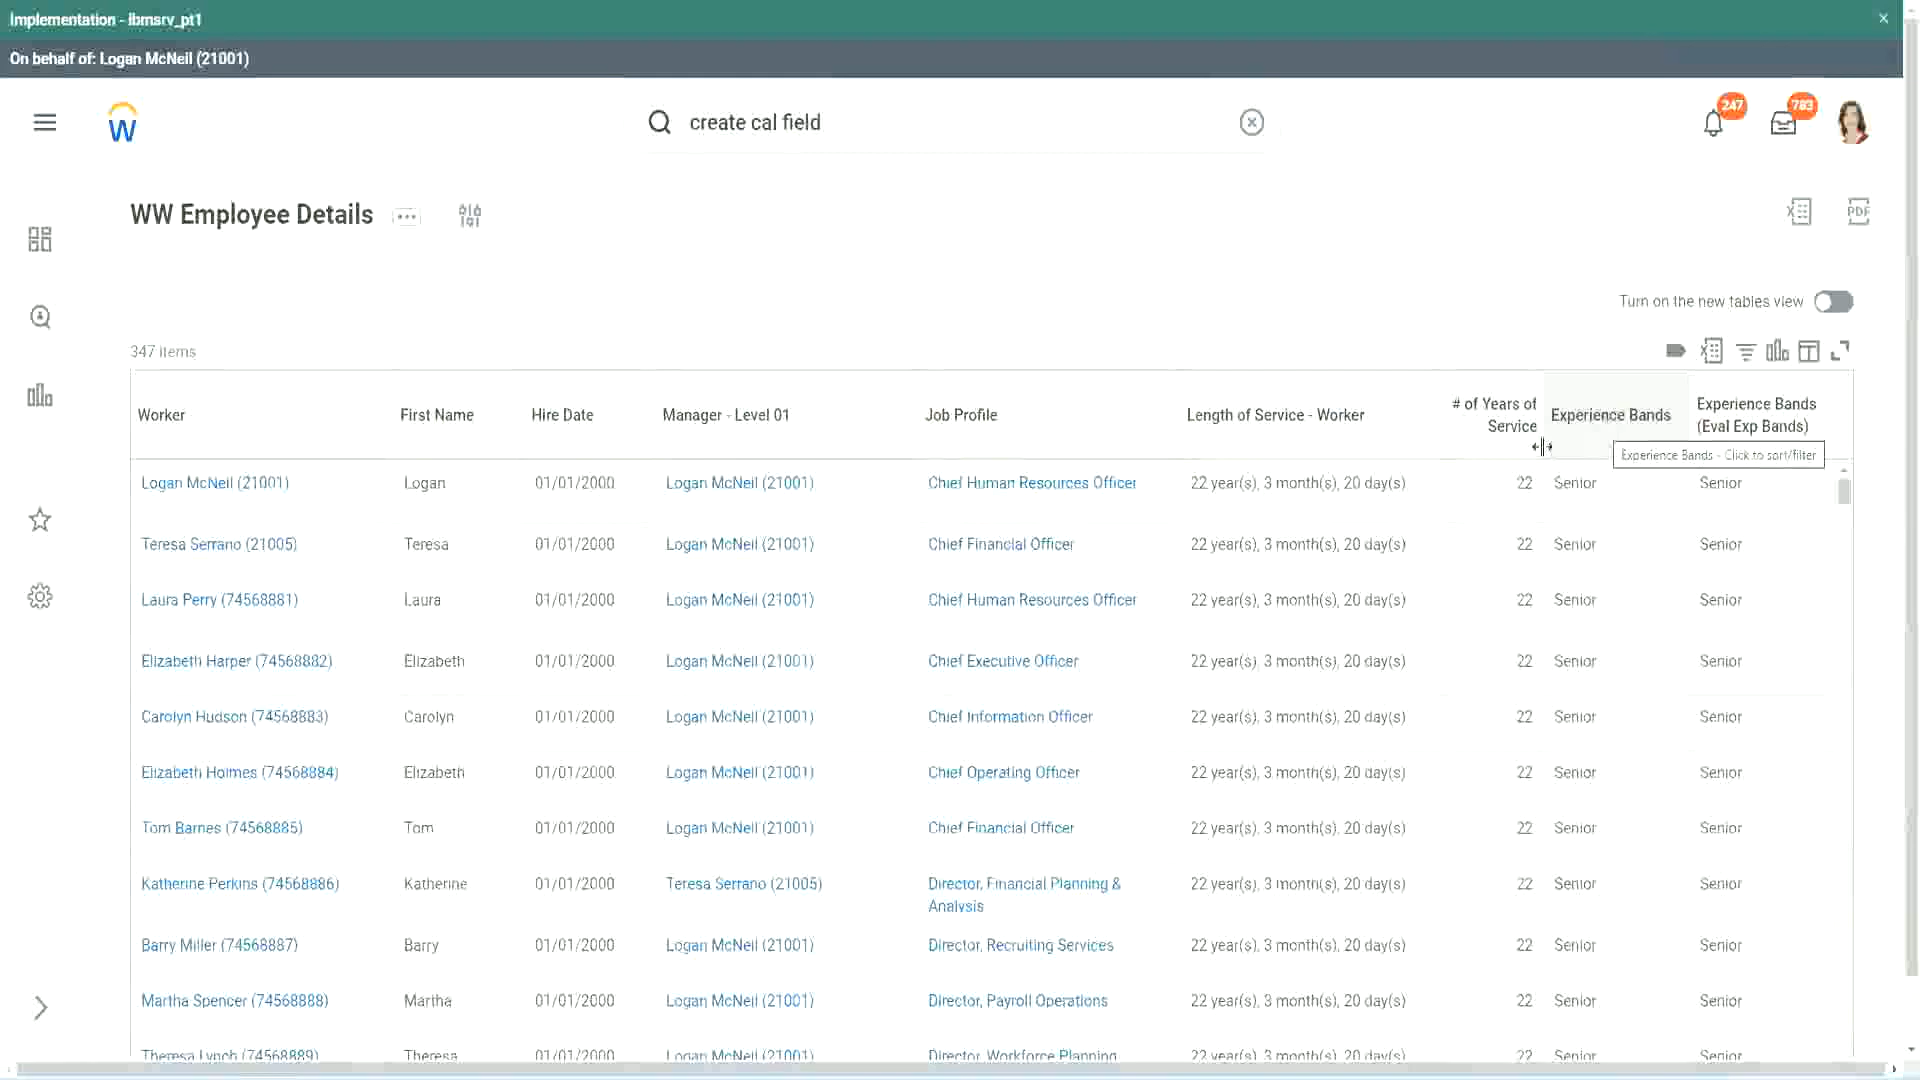 Implementation - ibmsrv_pt1
On behalf of: Logan McNeil (21001)
W
create cal field
247
783
WW Employee Details
PDF
Turn on the new tables view
347 items
Worker First Name Hire Date Manager - Level 01 Job Profile Length of Service - Worker # of Years of Service Experience Bands Experience Bands (Eval Exp Bands)
Experience Bands - Click to sort/filter
Logan McNeil (21001) Logan 01/01/2000 Logan McNeil (21001) Chief Human Resources Officer 22 year(s), 3 month(s), 20 day(s) 22 Senior Senior
Teresa Serrano (21005) Teresa 01/01/2000 Logan McNeil (21001) Chief Financial Officer 22 year(s), 3 month(s), 20 day(s) 22 Senior Senior
Laura Perry (74568881) Laura 01/01/2000 Logan McNeil (21001) Chief Human Resources Officer 22 year(s), 3 month(s), 20 day(s) 22 Senior Senior
Elizabeth Harper (74568882) Elizabeth 01/01/2000 Logan McNeil (21001) Chief Executive Officer 22 year(s), 3 month(s), 20 day(s) 22 Senior Senior
Carolyn Hudson (74568883) Carolyn 01/01/2000 Logan McNeil (21001) Chief Information Officer 22 year(s), 3 month(s), 20 day(s) 22 Senior Senior
Elizabeth Holmes (74568884) Elizabeth 01/01/2000 Logan McNeil (21001) Chief Operating Officer 22 year(s), 3 month(s), 20 day(s) 22 Senior Senior
Tom Barnes (74568885) Tom 01/01/2000 Logan McNeil (21001) Chief Financial Officer 22 year(s), 3 month(s), 20 day(s) 22 Senior Senior
Katherine Perkins (74568886) Katherine 01/01/2000 Teresa Serrano (21005) Director, Financial Planning & Analysis 22 year(s), 3 month(s), 20 day(s) 22 Senior Senior
Barry Miller (74568887) Barry 01/01/2000 Logan McNeil (21001) Director, Recruiting Services 22 year(s), 3 month(s), 20 day(s) 22 Senior Senior
Martha Spencer (74568888) Martha 01/01/2000 Logan McNeil (21001) Director, Payroll Operations 22 year(s), 3 month(s), 20 day(s) 22 Senior Senior
Theresa Lynch (74568889) Theresa 01/01/2000 Logan McNeil (21001) Director, Workforce Planning 22 year(s), 3 month(s), 20 day(s) 22 Senior Senior